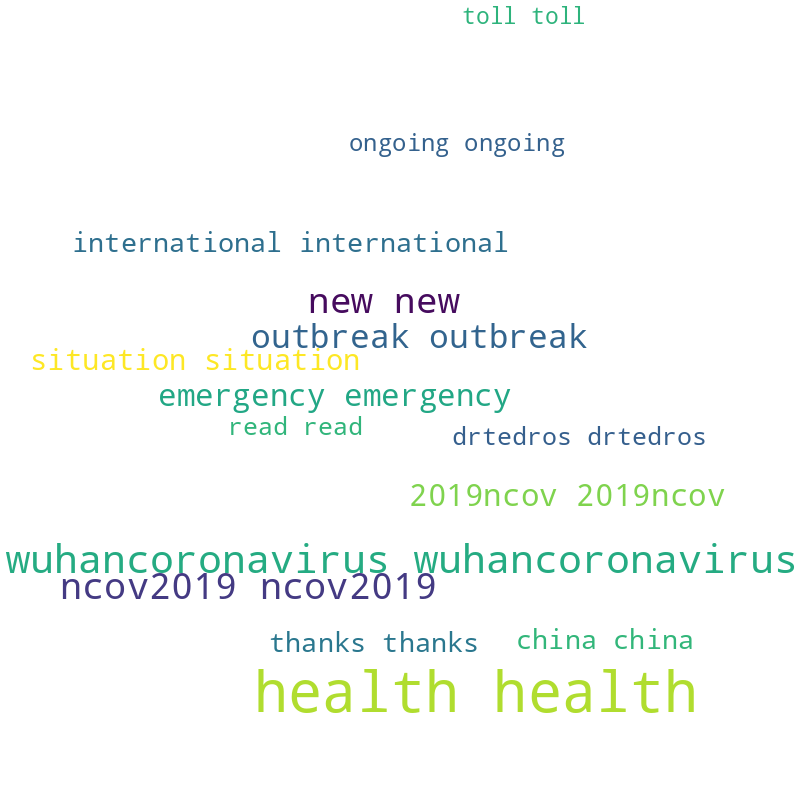 toll toll
ongoing ongoing
international international
new new
outbreak outbreak
situation situation
emergency emergency
read read
drtedros drtedros
2019ncov 2019ncov
wuhancoronavirus wuhancoronavirus
ncov2019 ncov2019
thanks thanks
china china
health health